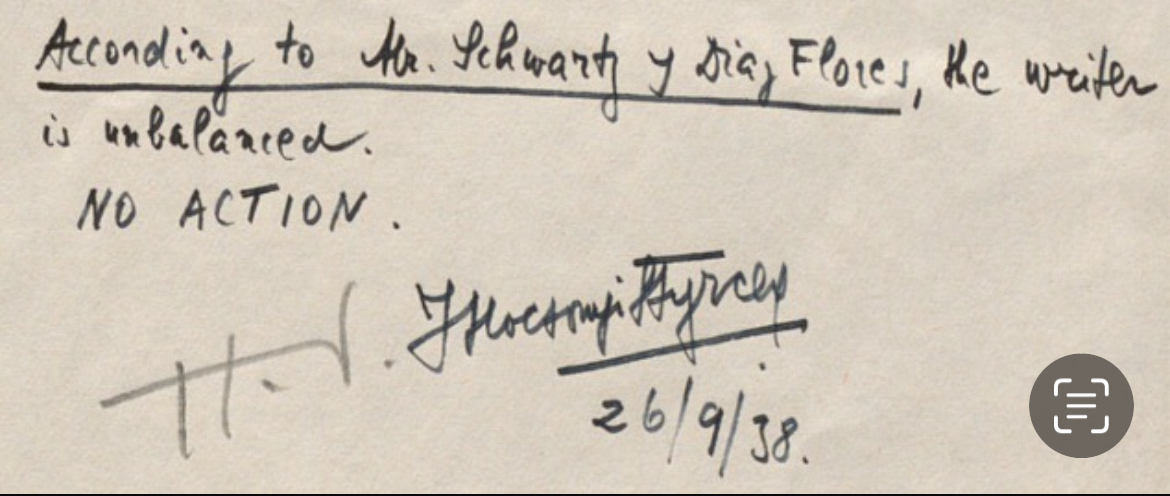 According to Mr. Schwartz y Diaz Flores, the writer
is unbalanced.
NO ACTION.
26/9/38.